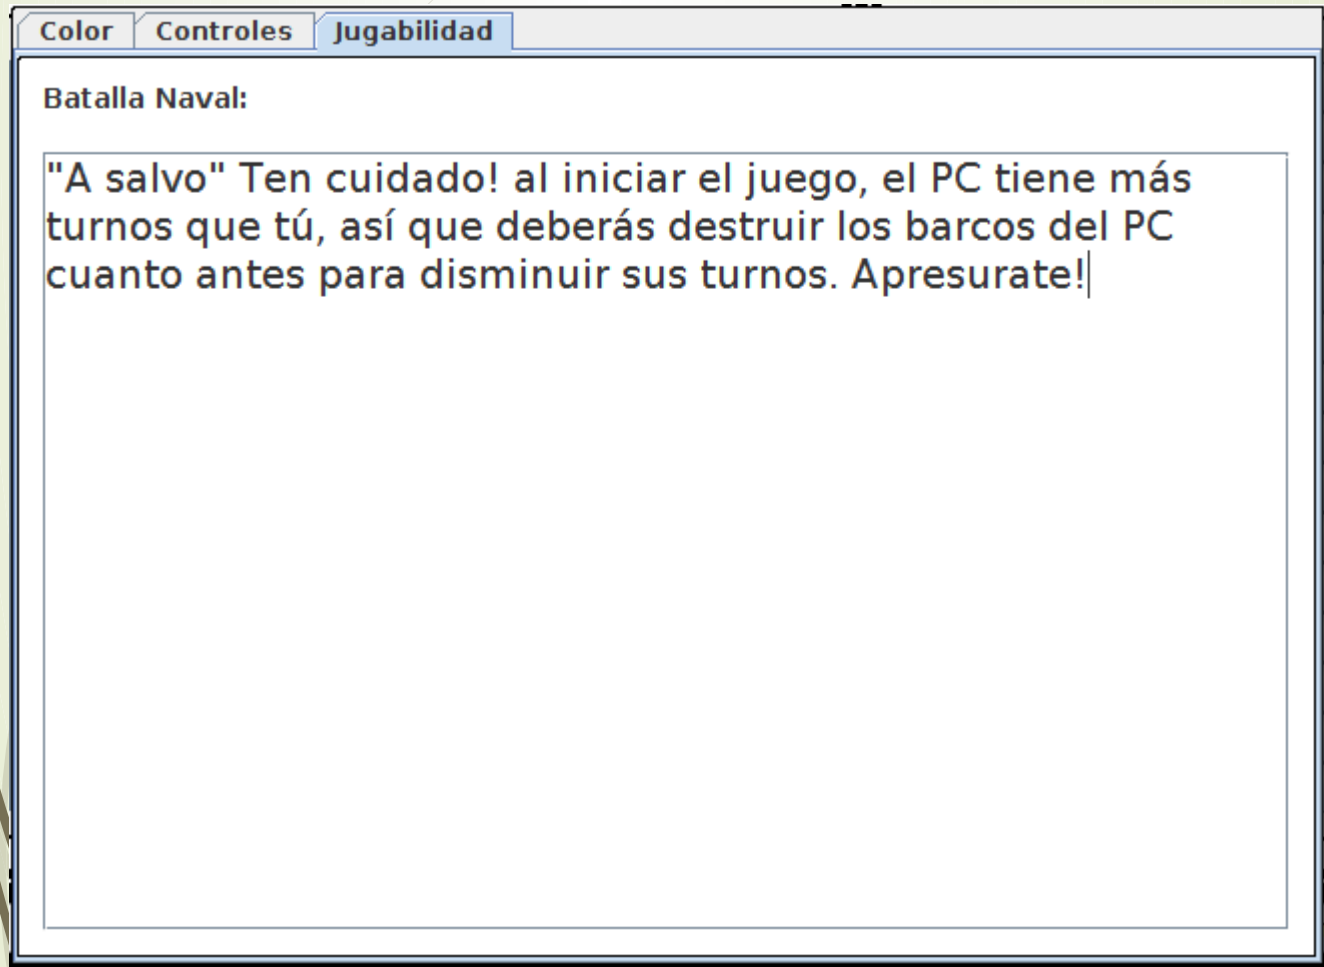 Color Controles Jugabilidad
Batalla Naval:
"A salvo" Ten cuidado! al iniciar el juego, el PC tiene más
turnos que tú, así que deberás destruir los barcos del PC
cuanto antes para disminuir sus turnos. Apresurate!